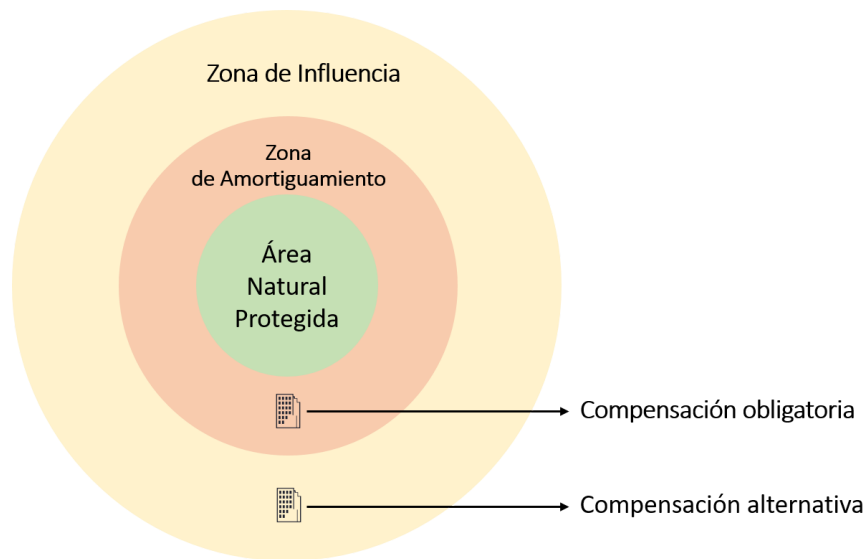 Zona de Influencia
Zona
de Amortiguamiento
Área
Natural
Protegida
Compensación obligatoria
Compensación alternativa